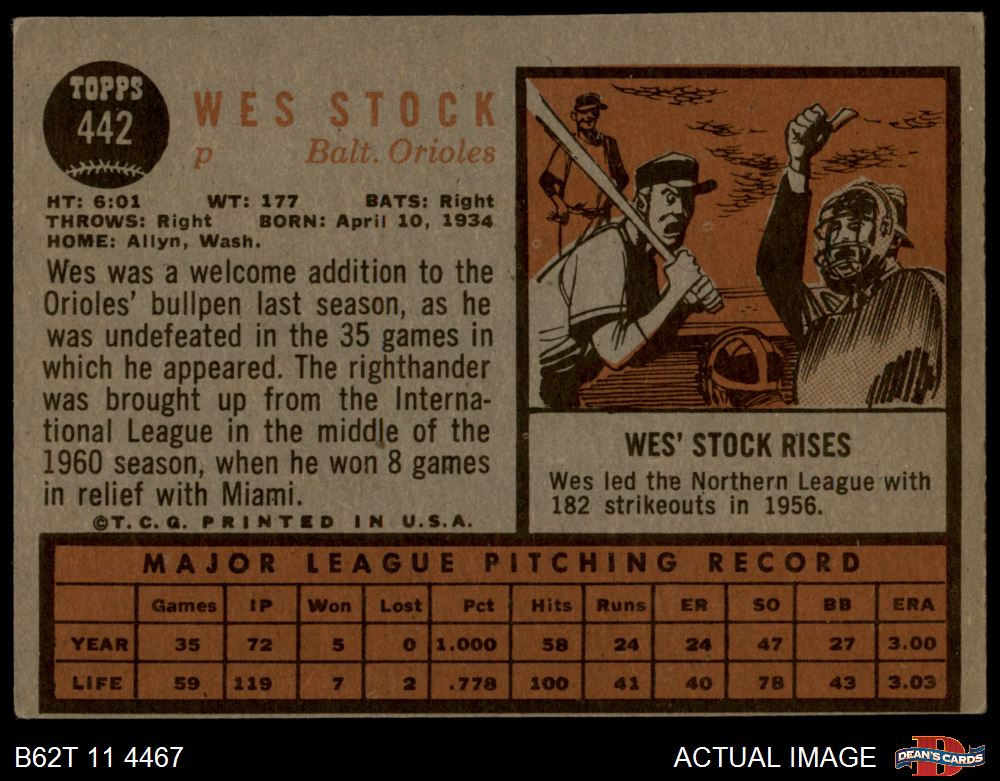 TOPPS
442
WES STOCK
p Balt. Orioles
HT: 6:01 WT: 177 BATS: Right
THROWS: Right BORN: April 10, 1934
HOME: Allyn, Wash.
Wes was a welcome addition to the
Orioles' bullpen last season, as he
was undefeated in the 35 games in
which he appeared. The righthander
was brought up from the Interna-
tional League in the middle of the
1960 season, when he won 8 games
in relief with Miami.
©T. C. G. PRINTED IN U.S.A.
WES' STOCK RISES
Wes led the Northern League with
182 strikeouts in 1956.
MAJOR LEAGUE PITCHING RECORD
Games IP Won Lost Pct Hits Runs ER SO BB ERA
YEAR 35 72 5 0 1.000 58 24 24 47 27 3.00
LIFE 59 119 7 2 .778 100 41 40 78 43 3.03
B62T 11 4467
ACTUAL IMAGE
D
DEAN'S CARDS